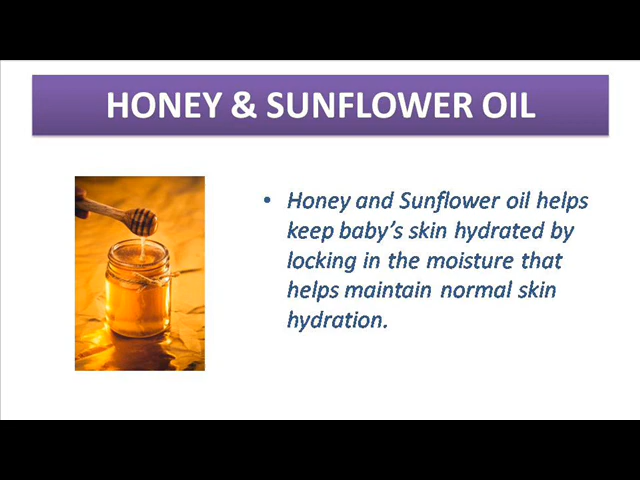 HONEY & SUNFLOWER OIL
• Honey and Sunflower oil helps
keep baby’s skin hydrated by
locking in the moisture that
helps maintain normal skin
hydration.